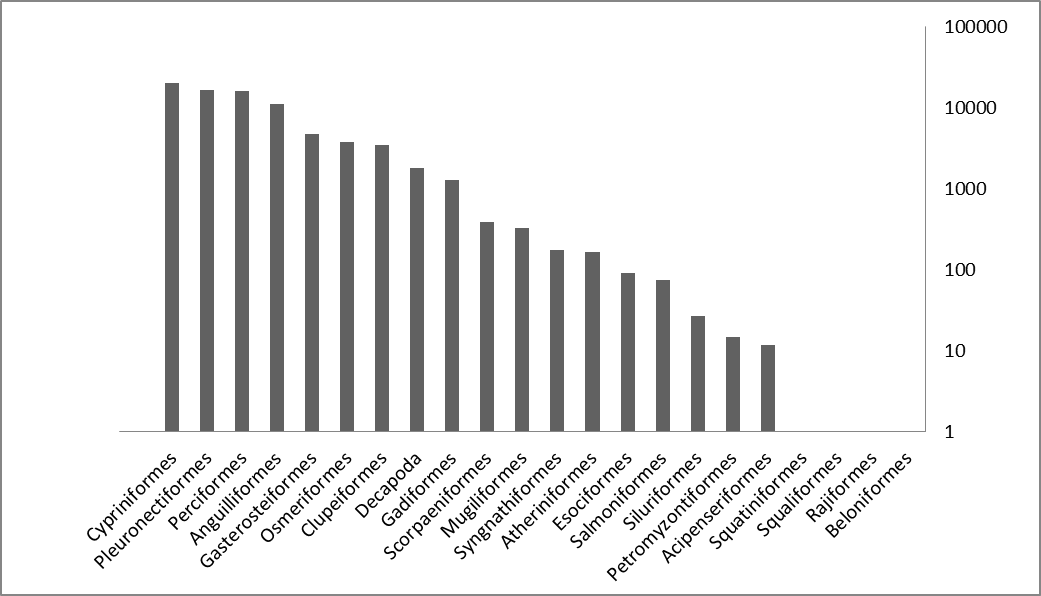 100000
10000
1000
100
10
1
Cypriniformes
Pleuronectiformes
Perciformes
Anguilliformes
Gasterosteiformes
Osmeriformes
Clupeiformes
Decapoda
Gadiformes
Scorpaeniformes
Mugiliformes
Syngnathiformes
Atheriniformes
Esociformes
Salmoniformes
Siluriformes
Petromyzontiformes
Acipenseriformes
Squatiniformes
Squaliformes
Rajiformes
Beloniformes